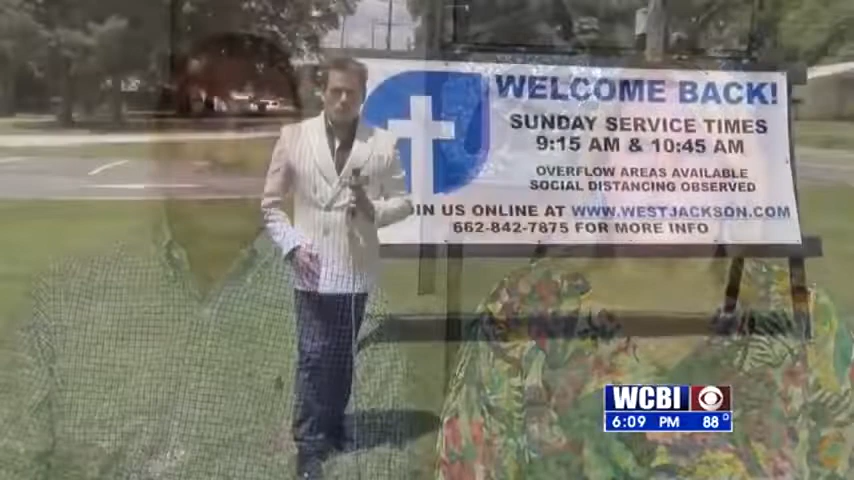 WELCOME BACK!
SUNDAY SERVICE TIMES
9:15 AM & 10:45 AM
OVERFLOW AREAS AVAILABLE
SOCIAL DISTANCING OBSERVED
IN US ONLINE AT WWW.WESTJACKSON.COM
662-842-7875 FOR MORE INFO
WCBI
6:09 PM 88°